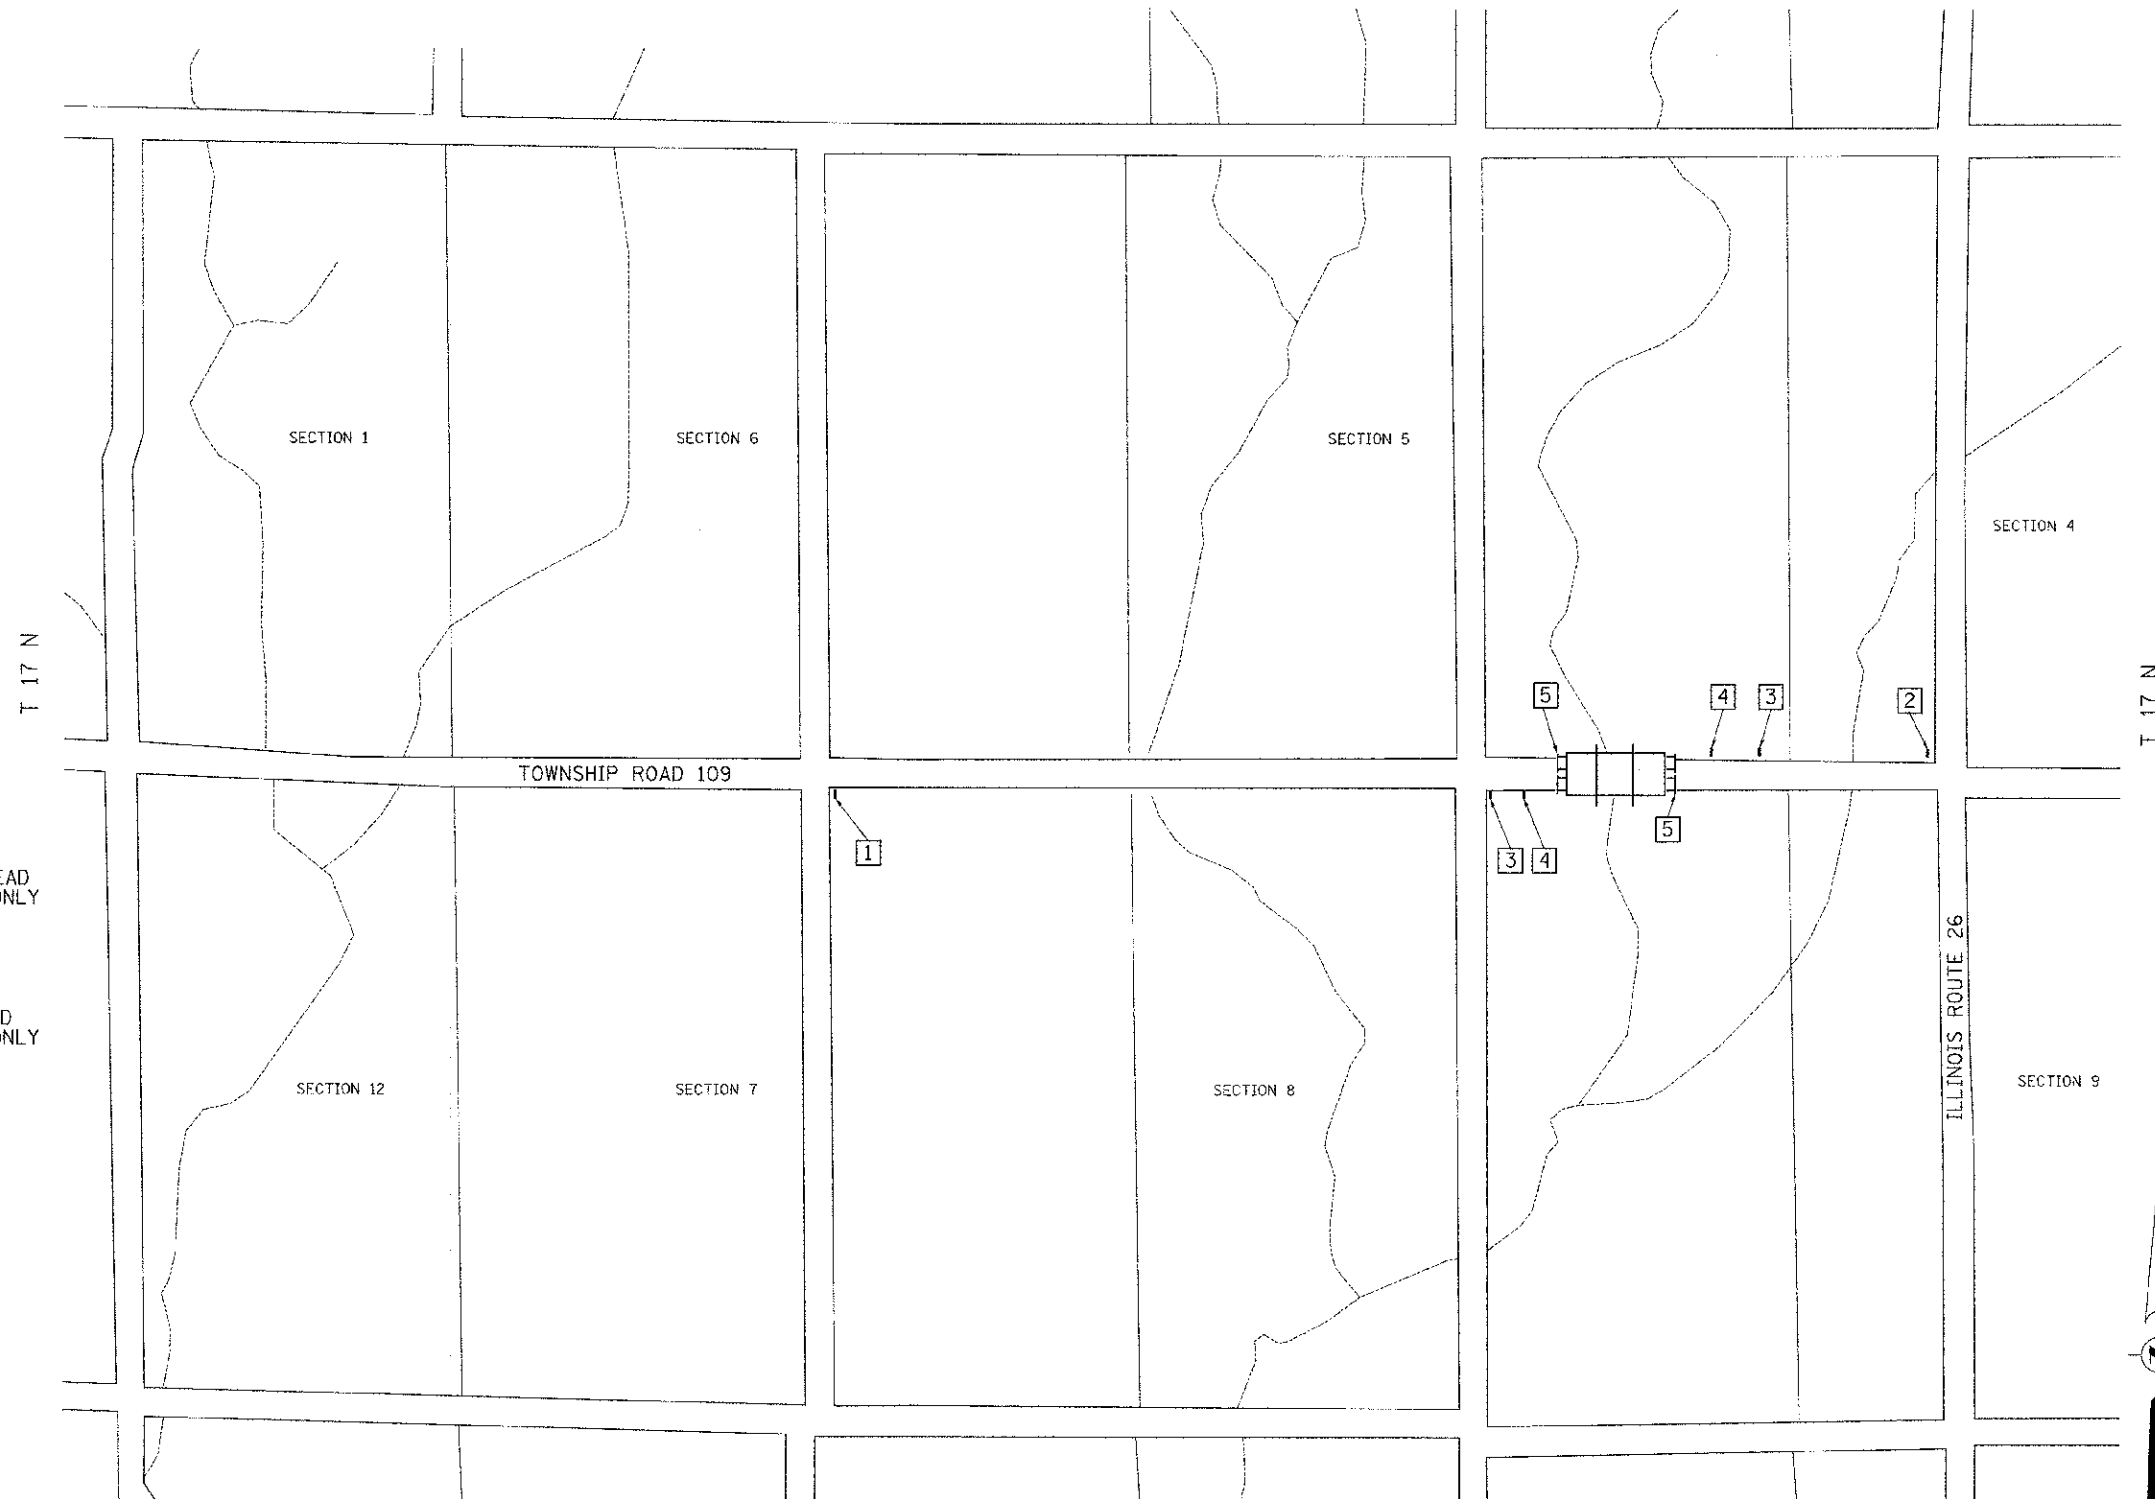 SECTION 1
SECTION 6
SECTION 5
SECTION 4
T 17 N
T 17 N
5
4
3
2
TOWNSHIP ROAD 109
1
3
4
5
EAD
ONLY
D
ONLY
ILLINOIS ROUTE 26
SECTION 12
SECTION 7
SECTION 8
SECTION 9